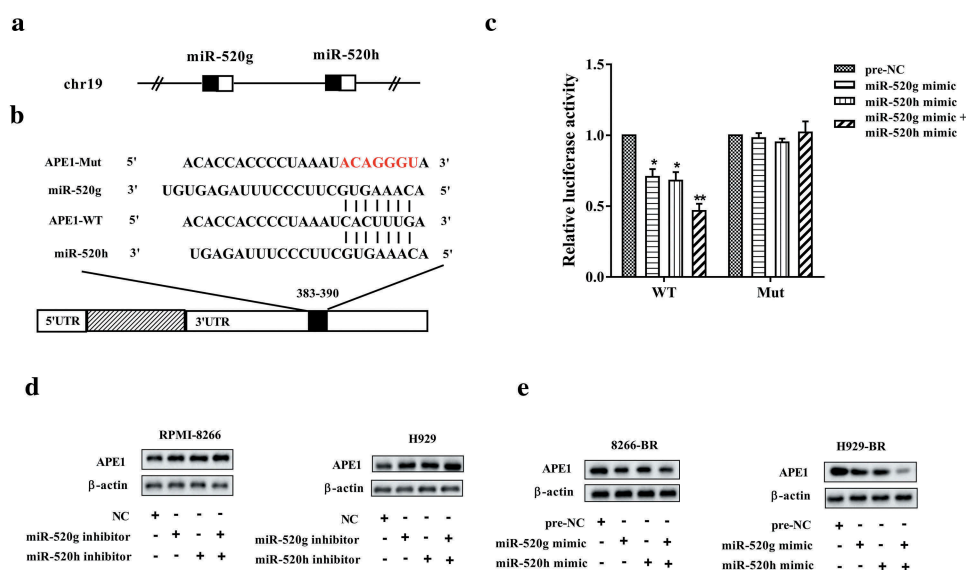 a
miR-520g miR-520h
chr19
b
APE1-Mut 5' ACACCACCCCUAAAUACAGGGUA 3'
miR-520g 3' UGUGAGAUUUCCCUUCGUGAAACA 5'
APE1-WT 5' ACACCACCCCUAAAUCACUUUGA 3'
miR-520h 3' UGAGAUUUCCCUUCGUGAAACA 5'
383-390
5'UTR 3'UTR
c
Relative luciferase activity
1.5
1.0
0.5
0.0
* * **
WT Mut
pre-NC
miR-520g mimic
miR-520h mimic
miR-520g mimic +
miR-520h mimic
d
RPMI-8266
APE1
β-actin
NC + - - -
miR-520g inhibitor - + - +
miR-520h inhibitor - - + +
H929
APE1
β-actin
NC + - - -
miR-520g inhibitor - + - +
miR-520h inhibitor - - + +
e
8266-BR
APE1
β-actin
pre-NC + - - -
miR-520g mimic - + - +
miR-520h mimic - - + +
H929-BR
APE1
β-actin
pre-NC + - - -
miR-520g mimic - + - +
miR-520h mimic - - + +